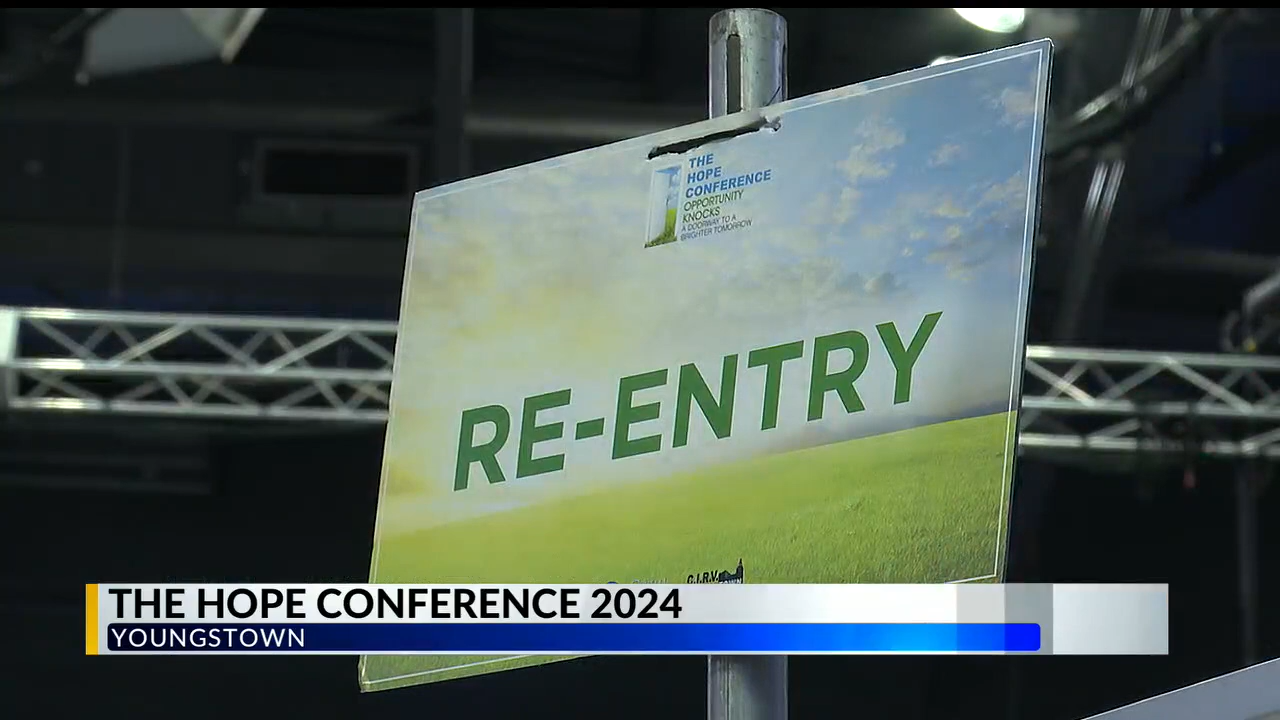 THE
HOPE
CONFERENCE
OPPORTUNITY
KNOCKS
A DOORWAY TO A
BRIGHTER TOMORROW
RE-ENTRY
C.I.R.V.
THE HOPE CONFERENCE 2024
YOUNGSTOWN